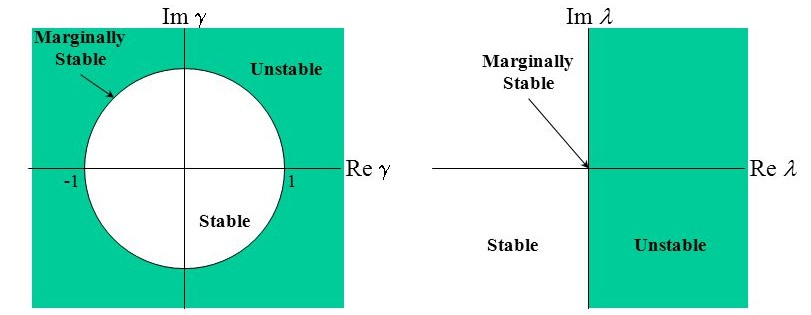 Im γ
Marginally
Stable
Unstable
-1
1
Re γ
Stable
Im λ
Marginally
Stable
Re λ
Stable
Unstable